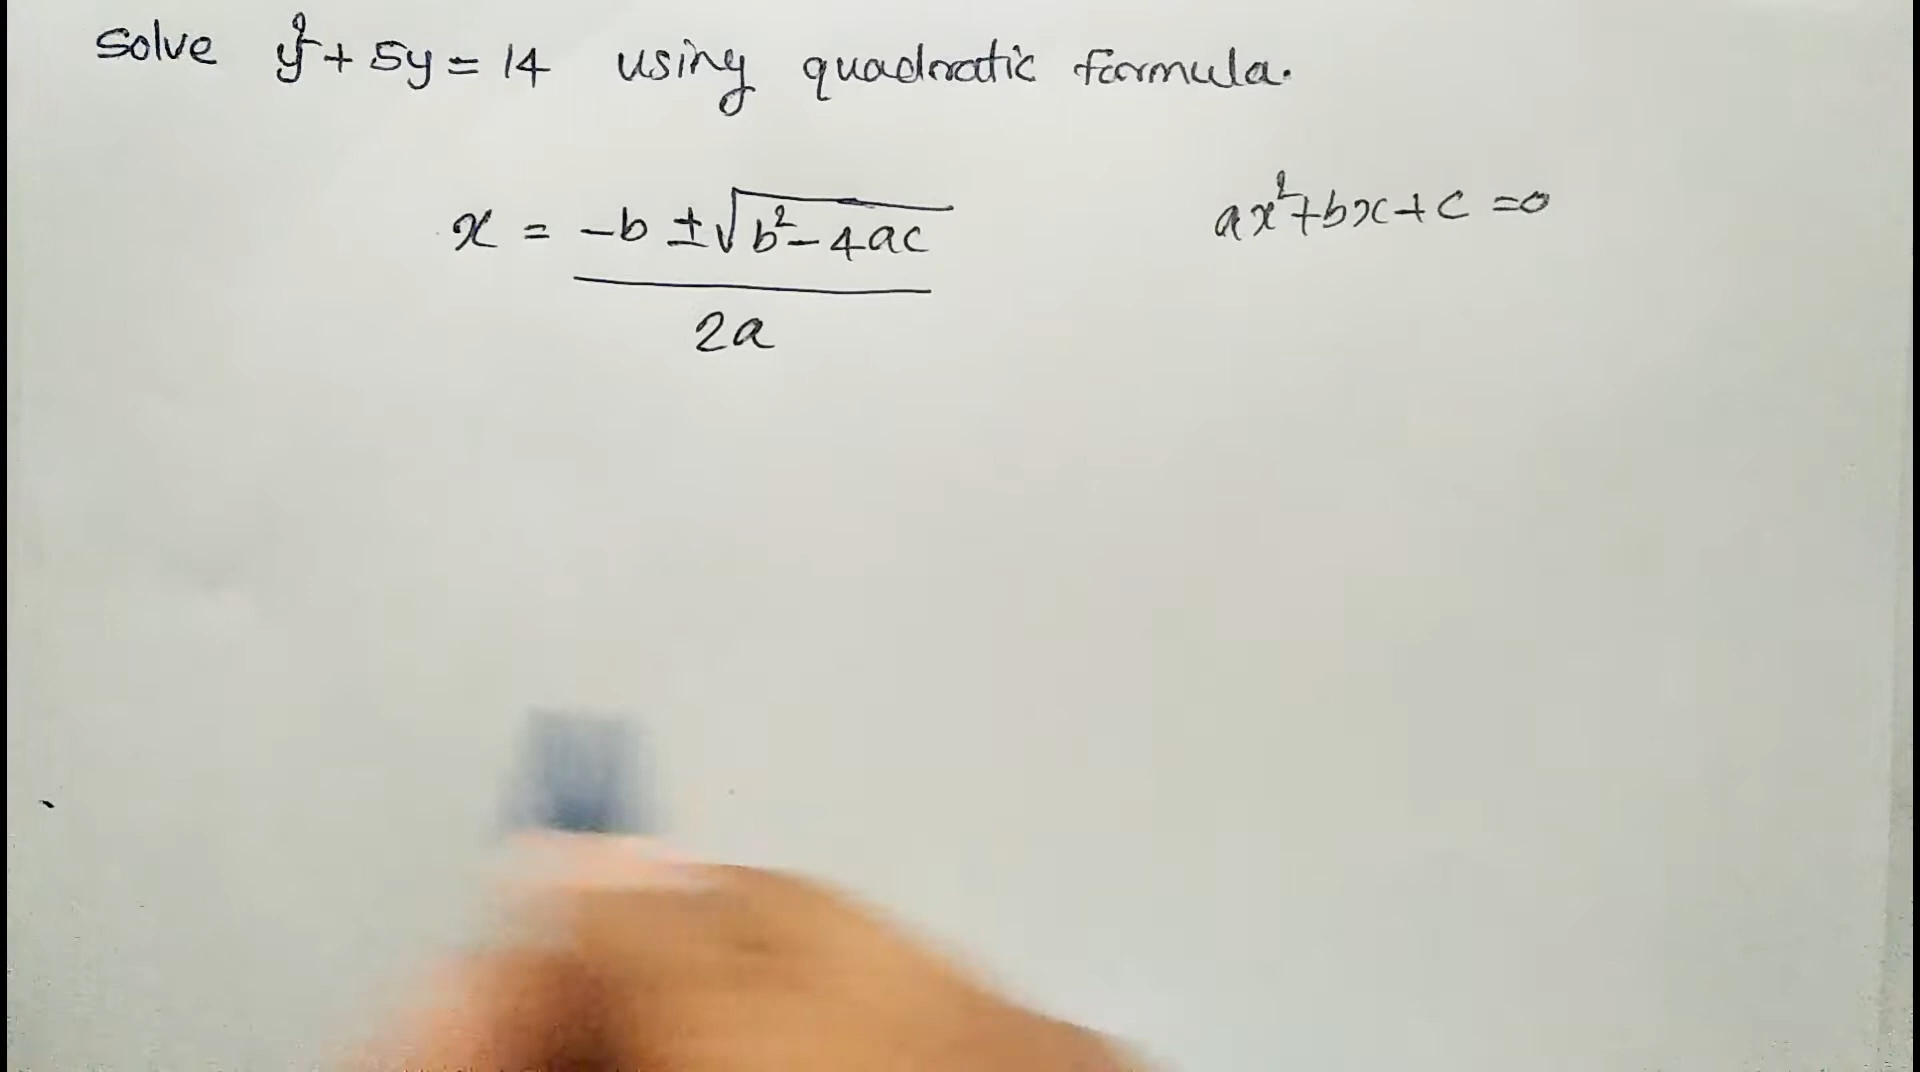 Solve y²+ 5y = 14 using quadratic formula.
x = -b ±√b²-4ac
2a
ax²+bx+c =0